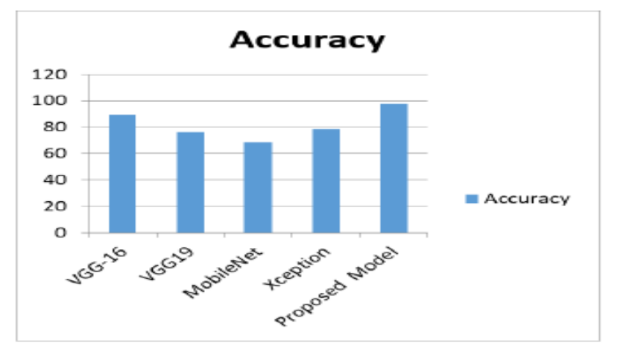 Accuracy
120
100
80
60
40
20
0
VGG-16
VGG19
MobileNet
Xception
Proposed Model
Accuracy